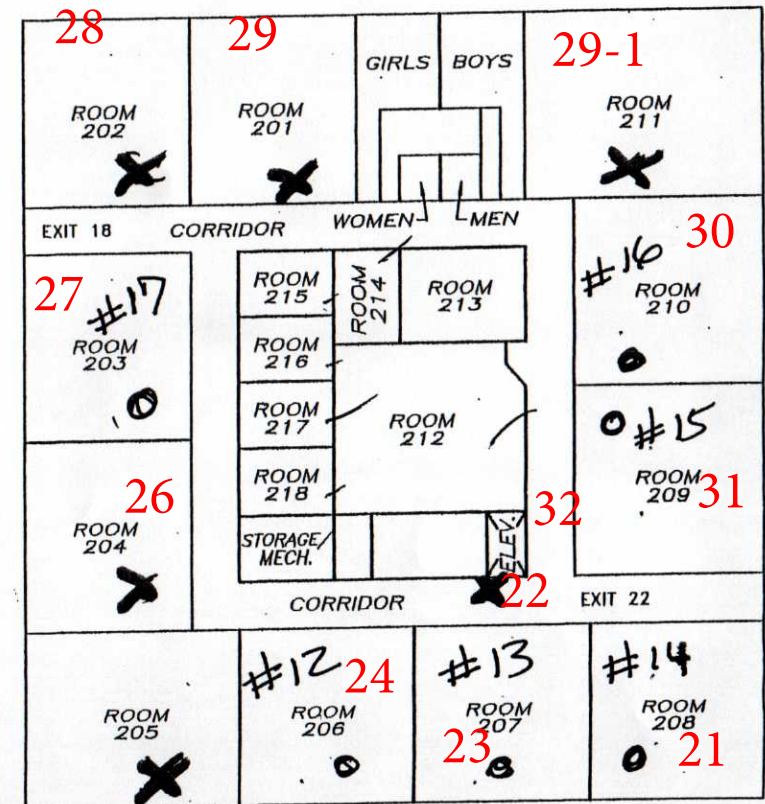 28
29
GIRLS
BOYS
29-1
ROOM
202
ROOM
201
ROOM
211
EXIT 18
CORRIDOR
WOMEN
MEN
30
27
#17
ROOM
203
ROOM
215
ROOM
214
ROOM
213
#16
ROOM
210
ROOM
216
ROOM
217
ROOM
212
#15
ROOM
209
31
26
ROOM
204
ROOM
218
STORAGE/
MECH.
ELEV.
32
22
CORRIDOR
EXIT 22
ROOM
205
#12
24
ROOM
206
#13
ROOM
207
23
#14
ROOM
208
21